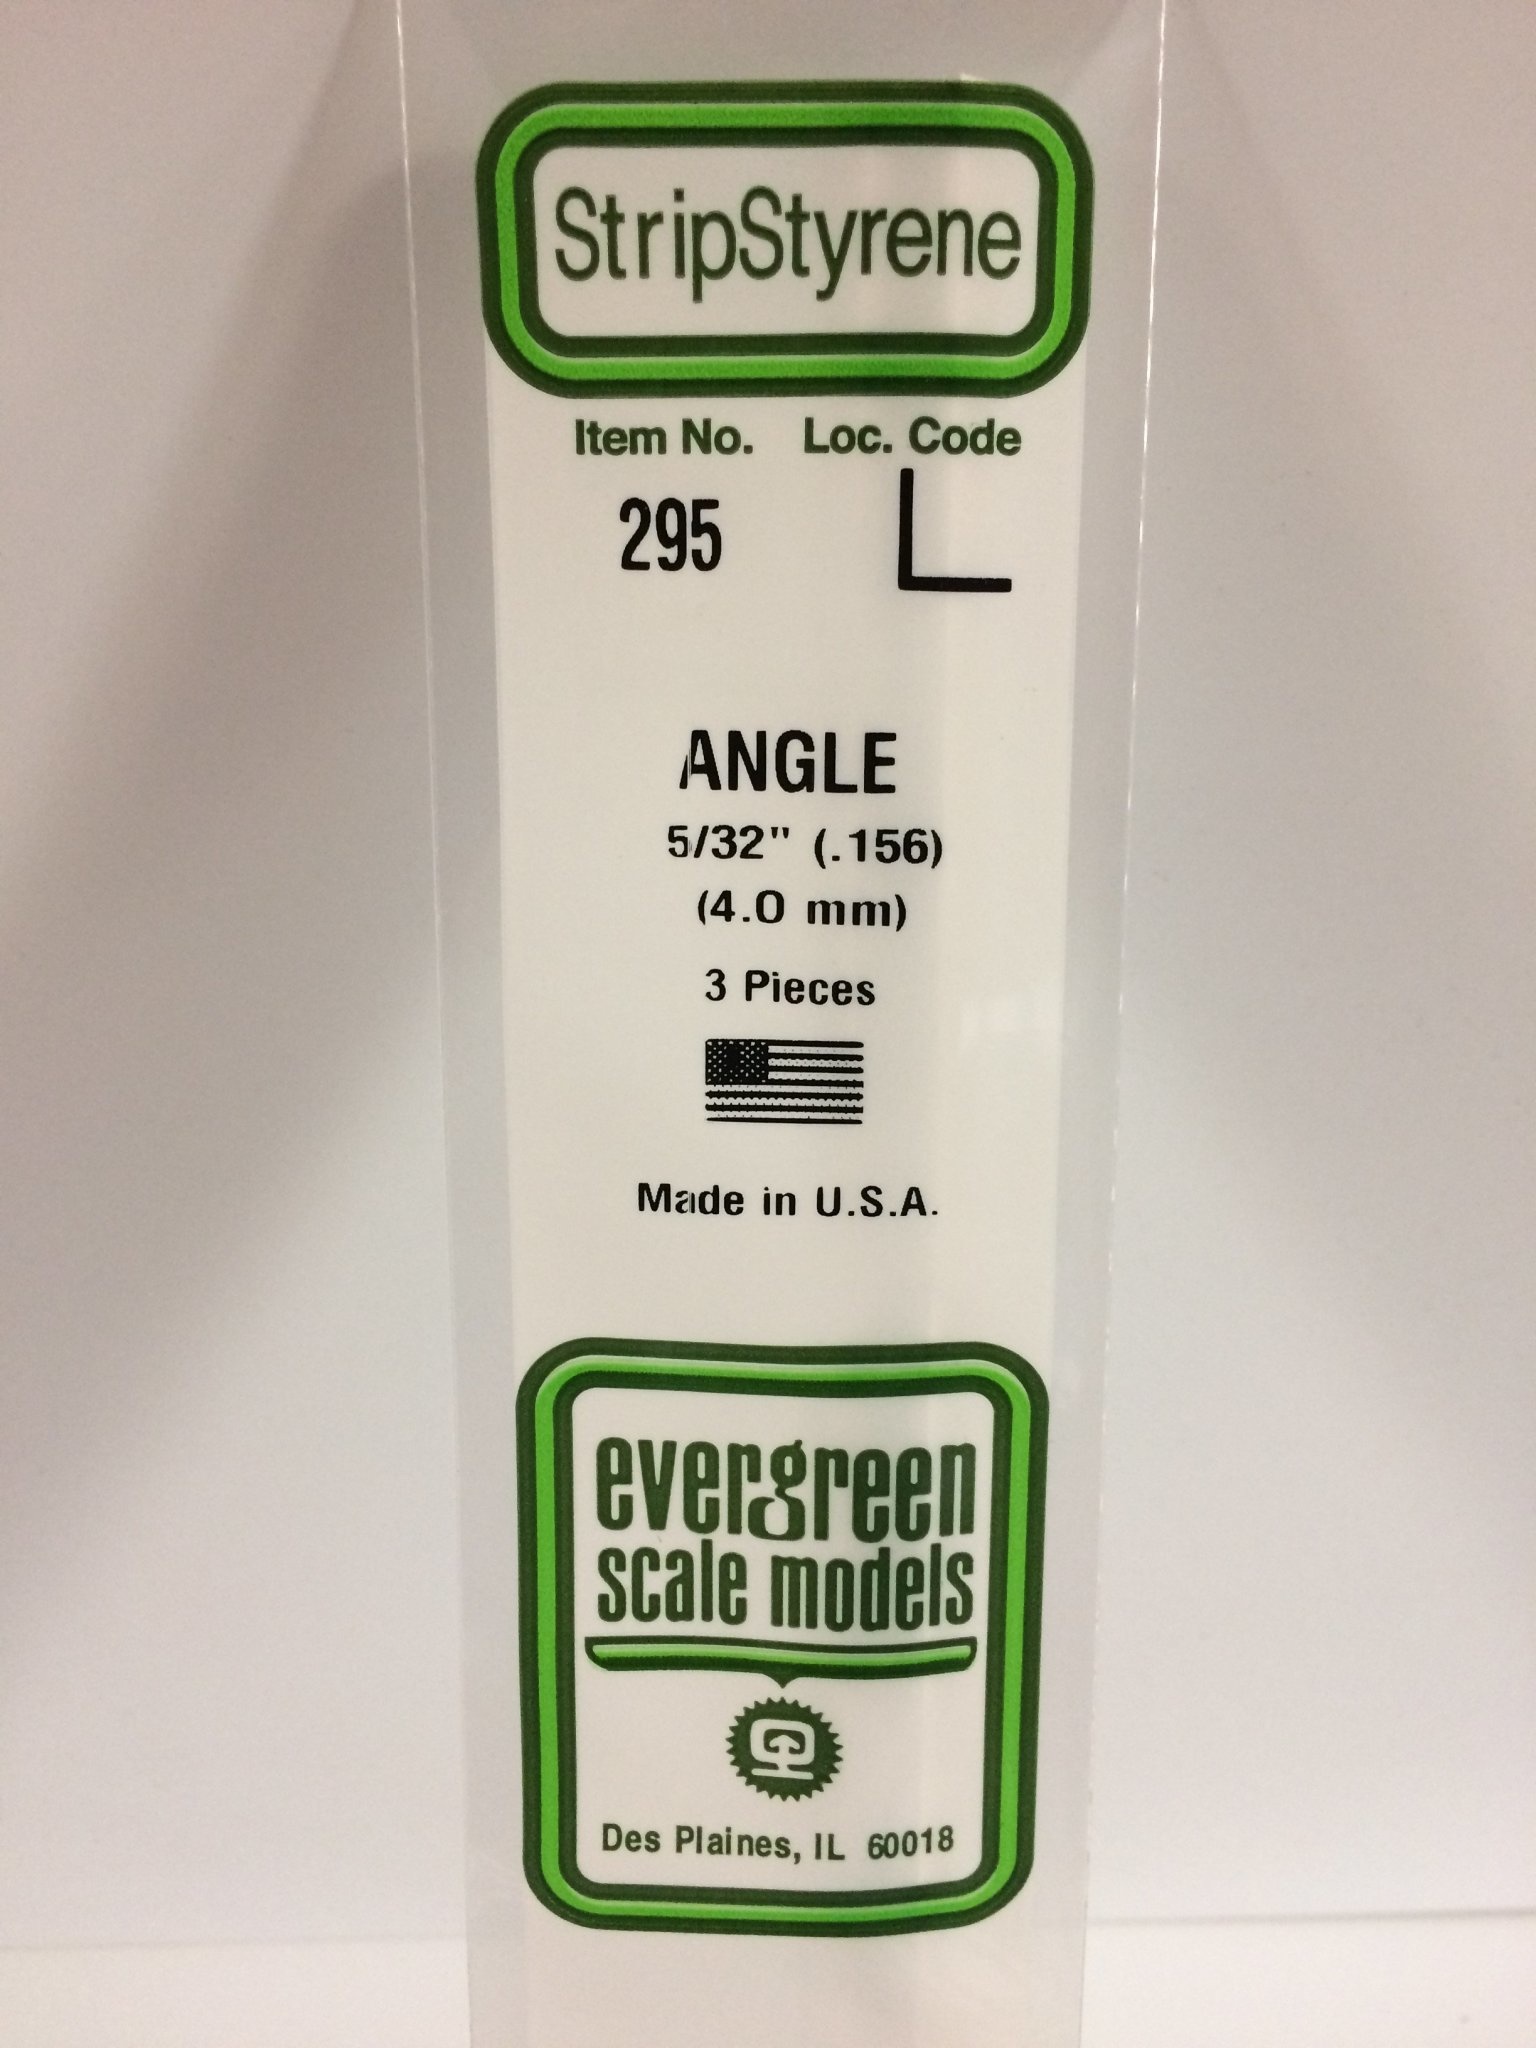 StripStyrene
Item No. Loc. Code
295 L
ANGLE
5/32" (.156)
(4.0 mm)
3 Pieces
Made in U.S.A.
evergreen
scale models
Des Plaines, IL 60018